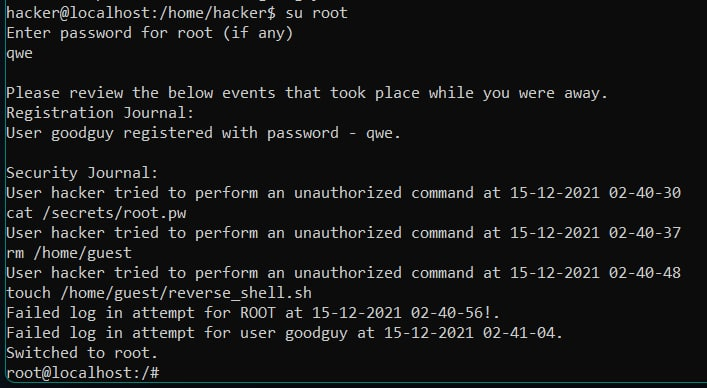 hacker@localhost:/home/hacker$ su root
Enter password for root (if any)
qwe

Please review the below events that took place while you were away.
Registration Journal:
User goodguy registered with password - qwe.

Security Journal:
User hacker tried to perform an unauthorized command at 15-12-2021 02-40-30
cat /secrets/root.pw
User hacker tried to perform an unauthorized command at 15-12-2021 02-40-37
rm /home/guest
User hacker tried to perform an unauthorized command at 15-12-2021 02-40-48
touch /home/guest/reverse_shell.sh
Failed log in attempt for ROOT at 15-12-2021 02-40-56!.
Failed log in attempt for user goodguy at 15-12-2021 02-41-04.
Switched to root.
root@localhost:/#